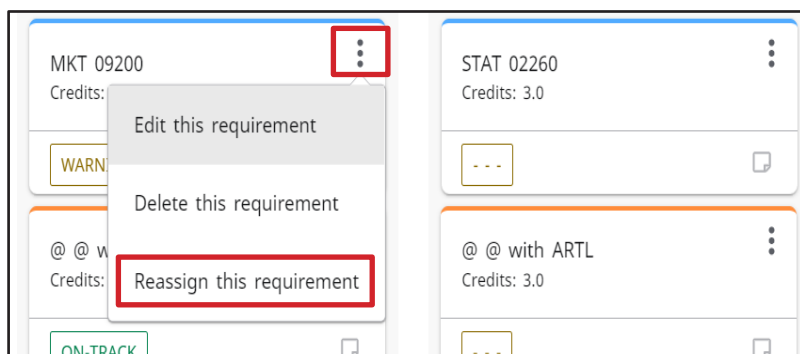 MKT 09200
Credits:
Edit this requirement
Delete this requirement
Reassign this requirement
@ @
Credits:
ON-TRACK
STAT 02260
Credits: 3.0
- - -
@ @ with ARTL
Credits: 3.0
- - -